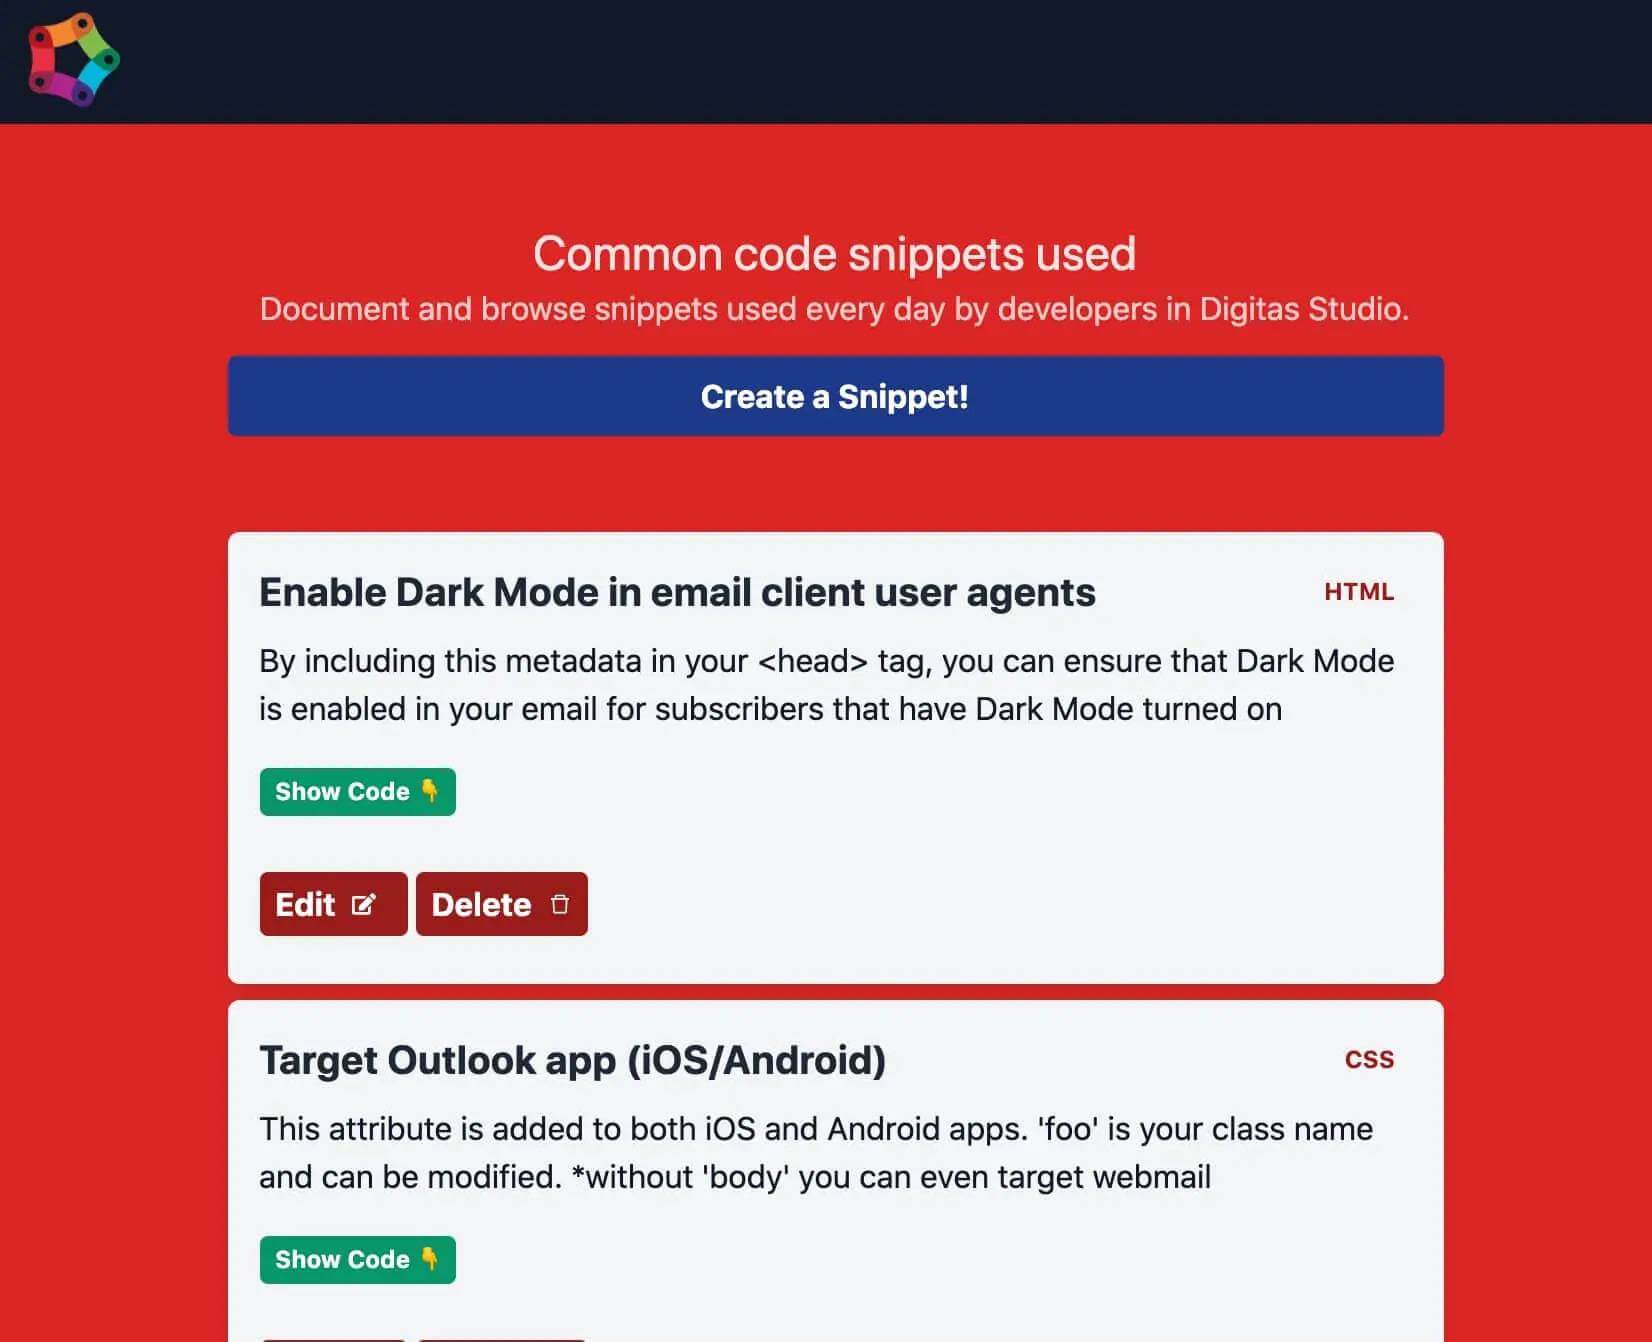 Common code snippets used
Document and browse snippets used every day by developers in Digitas Studio.
Create a Snippet!
Enable Dark Mode in email client user agents
HTML
By including this metadata in your <head> tag, you can ensure that Dark Mode
is enabled in your email for subscribers that have Dark Mode turned on
Show Code 👇
Edit
Delete
Target Outlook app (iOS/Android)
CSS
This attribute is added to both iOS and Android apps. 'foo' is your class name
and can be modified. *without 'body' you can even target webmail
Show Code 👇